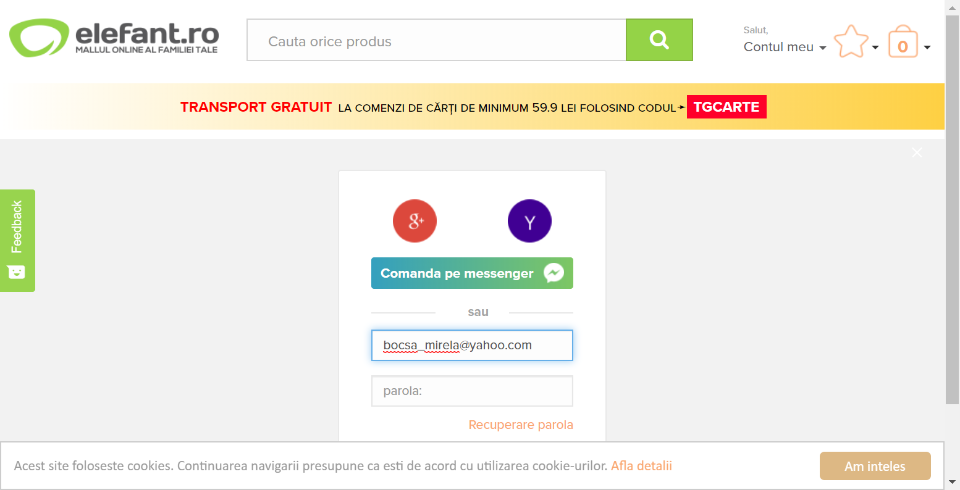 elefant.ro
MALLUL ONLINE AL FAMILIEI TALE
Cauta orice produs
Salut,
Contul meu
0
TRANSPORT GRATUIT LA COMENZI DE CĂRȚI DE MINIMUM 59.9 LEI FOLOSIND CODUL TGCARTE
Feedback
g+
Y
Comanda pe messenger
sau
bocsa_mirela@yahoo.com
parola:
Recuperare parola
Acest site foloseste cookies. Continuarea navigarii presupune ca esti de acord cu utilizarea cookie-urilor. Afla detalii
Am inteles